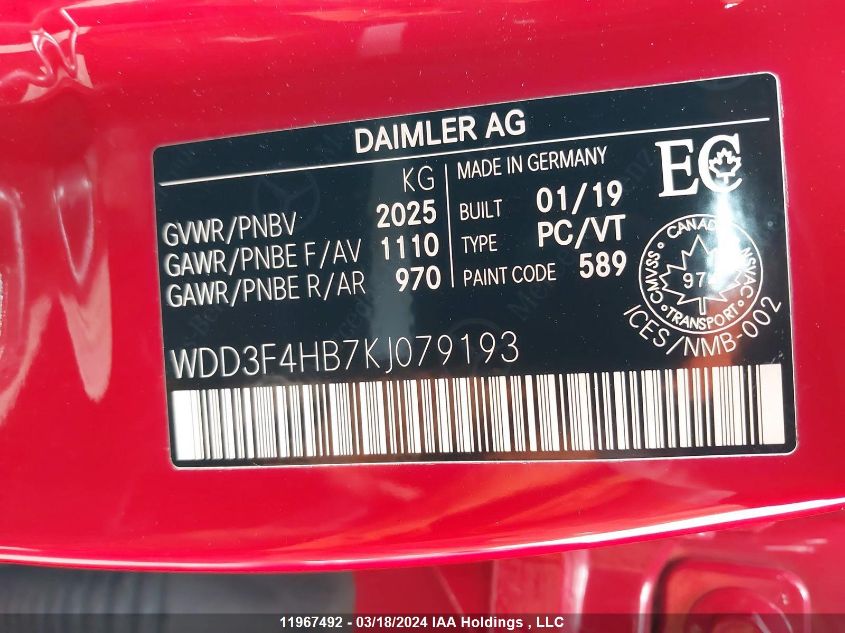 DAIMLER AG
KG
GVWR/PNBV 2025
GAWR/PNBE F/AV 1110
GAWR/PNBE R/AR 970
MADE IN GERMANY
BUILT 01/19
TYPE PC/VT
PAINT CODE 589
EC
CANADA
CMVSS NSVAC
97
TRANSPORT
ICES/NMB-002
WDD3F4HB7KJ079193
11967492 - 03/18/2024 IAA Holdings , LLC